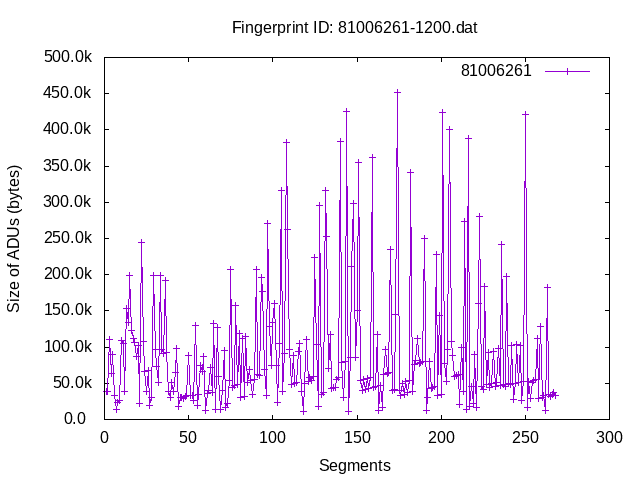 Fingerprint ID: 81006261-1200.dat
500.0k
450.0k
400.0k
350.0k
300.0k
250.0k
200.0k
150.0k
100.0k
50.0k
0.0
81006261
Size of ADUs (bytes)
0 50 100 150 200 250 300
Segments